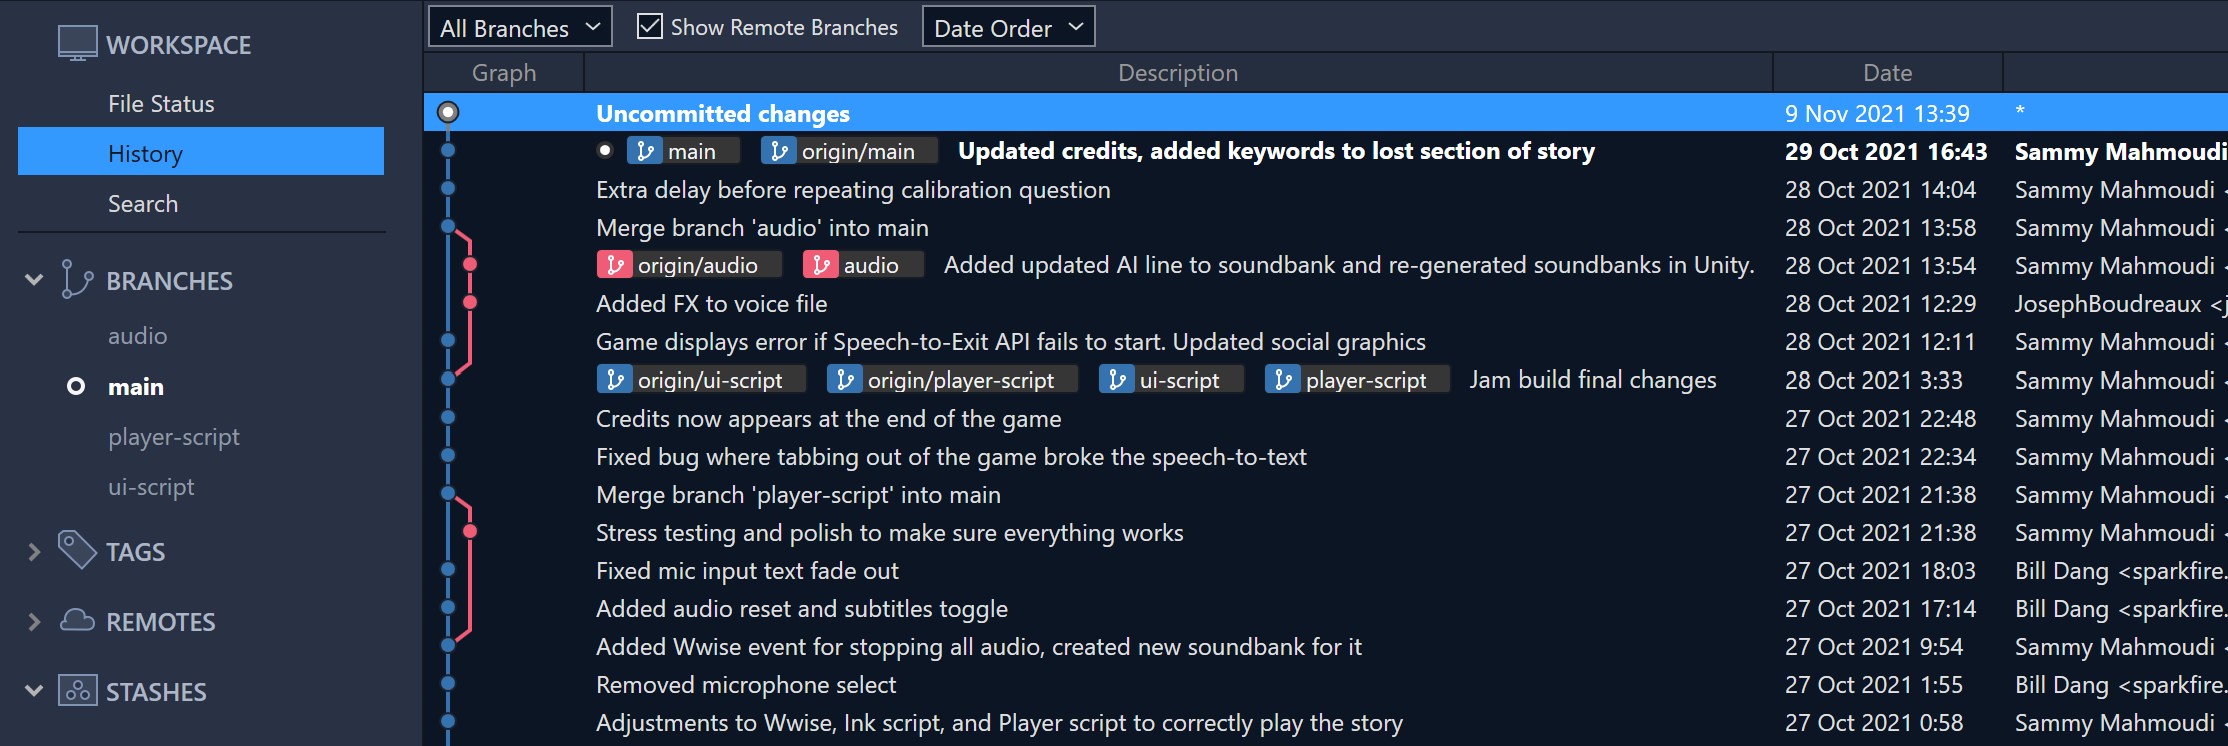 WORKSPACE
File Status
History
Search
BRANCHES
audio
main
player-script
ui-script
TAGS
REMOTES
STASHES
All Branches Show Remote Branches Date Order
Graph Description Date
Uncommitted changes 9 Nov 2021 13:39 *
main origin/main Updated credits, added keywords to lost section of story 29 Oct 2021 16:43 Sammy Mahmoudi
Extra delay before repeating calibration question 28 Oct 2021 14:04 Sammy Mahmoudi <
Merge branch 'audio' into main 28 Oct 2021 13:58 Sammy Mahmoudi <
origin/audio audio Added updated AI line to soundbank and re-generated soundbanks in Unity. 28 Oct 2021 13:54 Sammy Mahmoudi <
Added FX to voice file 28 Oct 2021 12:29 JosephBoudreaux <j
Game displays error if Speech-to-Exit API fails to start. Updated social graphics 28 Oct 2021 12:11 Sammy Mahmoudi <
origin/ui-script origin/player-script ui-script player-script Jam build final changes 28 Oct 2021 3:33 Sammy Mahmoudi <
Credits now appears at the end of the game 27 Oct 2021 22:48 Sammy Mahmoudi <
Fixed bug where tabbing out of the game broke the speech-to-text 27 Oct 2021 22:34 Sammy Mahmoudi <
Merge branch 'player-script' into main 27 Oct 2021 21:38 Sammy Mahmoudi <
Stress testing and polish to make sure everything works 27 Oct 2021 21:38 Sammy Mahmoudi <
Fixed mic input text fade out 27 Oct 2021 18:03 Bill Dang <sparkfire.
Added audio reset and subtitles toggle 27 Oct 2021 17:14 Bill Dang <sparkfire.
Added Wwise event for stopping all audio, created new soundbank for it 27 Oct 2021 9:54 Sammy Mahmoudi <
Removed microphone select 27 Oct 2021 1:55 Bill Dang <sparkfire.
Adjustments to Wwise, Ink script, and Player script to correctly play the story 27 Oct 2021 0:58 Sammy Mahmoudi <